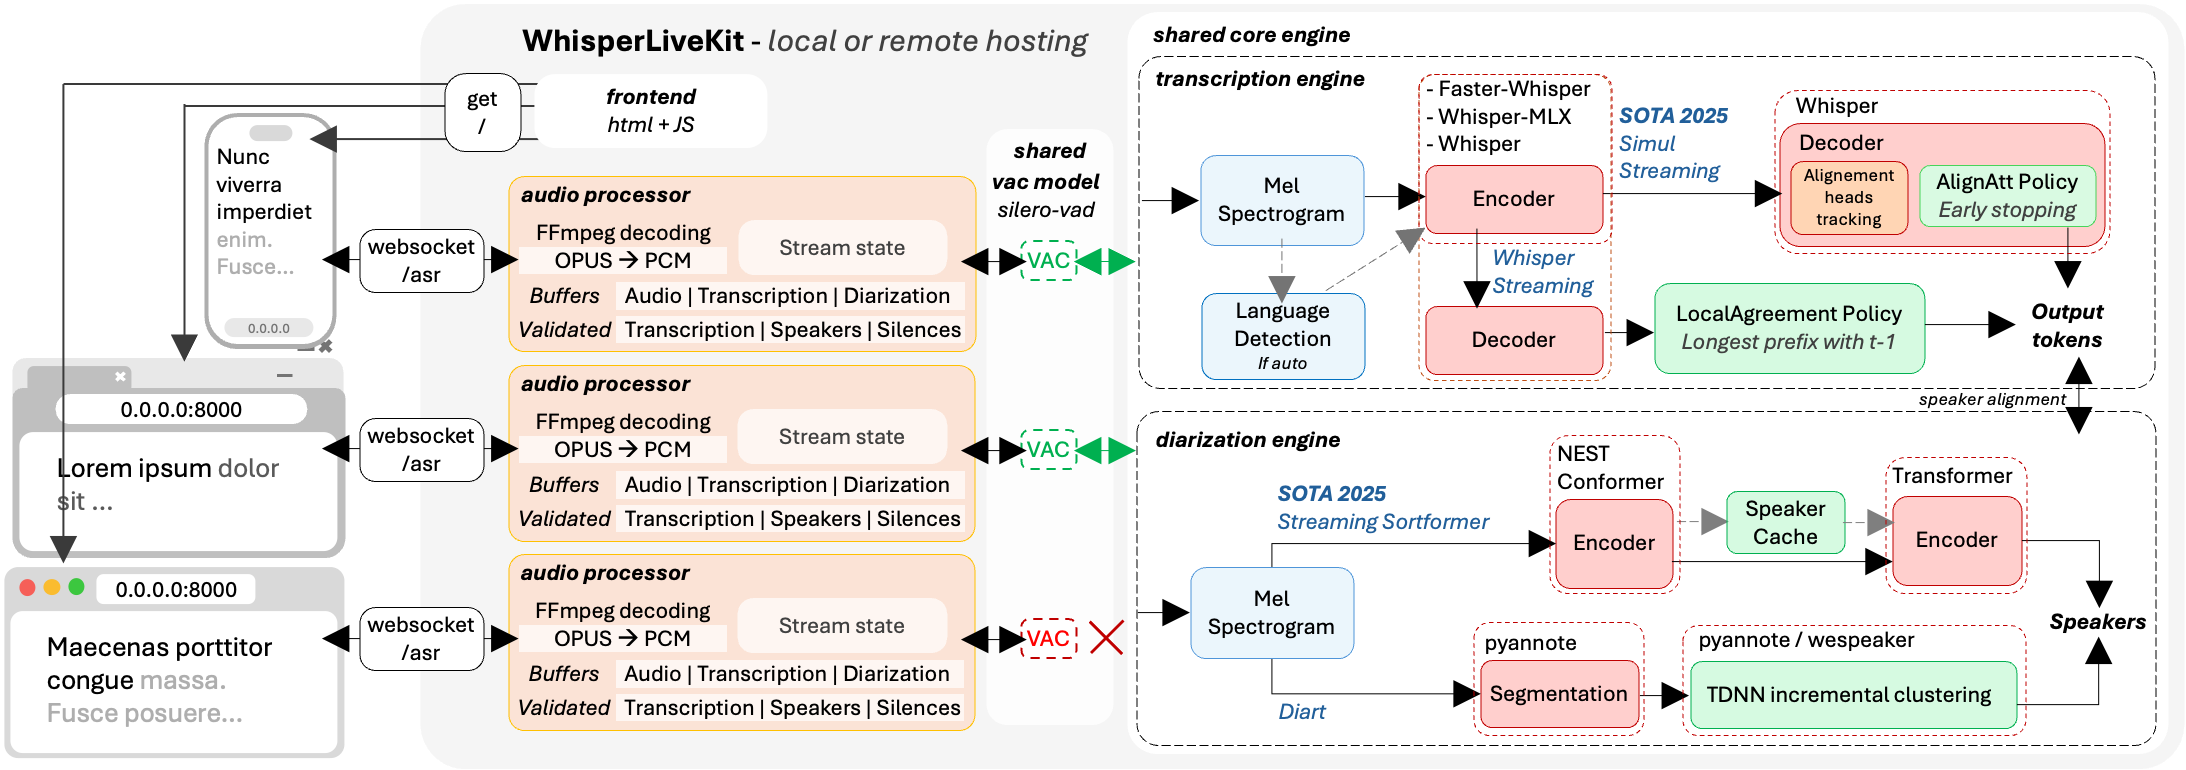 WhisperLiveKit - local or remote hosting
get
/
frontend
html + JS
Nunc
viverra
imperdiet
enim.
Fusce...
0.0.0.0
websocket
/asr
audio processor
FFmpeg decoding
OPUS → PCM
Stream state
Buffers Audio | Transcription | Diarization
Validated Transcription | Speakers | Silences
0.0.0.0:8000
Lorem ipsum dolor
sit ...
websocket
/asr
audio processor
FFmpeg decoding
OPUS → PCM
Stream state
Buffers Audio | Transcription | Diarization
Validated Transcription | Speakers | Silences
0.0.0.0:8000
Maecenas porttitor
congue massa.
Fusce posuere...
websocket
/asr
audio processor
FFmpeg decoding
OPUS → PCM
Stream state
Buffers Audio | Transcription | Diarization
Validated Transcription | Speakers | Silences
shared
vac model
silero-vad
VAC
VAC
VAC
shared core engine
transcription engine
Mel
Spectrogram
Language
Detection
If auto
- Faster-Whisper
- Whisper-MLX
- Whisper
Encoder
SOTA 2025
Simul
Streaming
Whisper
Streaming
Decoder
Whisper
Decoder
Alignement
heads
tracking
AlignAtt Policy
Early stopping
LocalAgreement Policy
Longest prefix with t-1
Output
tokens
speaker alignment
diarization engine
Mel
Spectrogram
SOTA 2025
Streaming Sortformer
NEST
Conformer
Encoder
Speaker
Cache
Transformer
Encoder
Speakers
Diart
pyannote
Segmentation
pyannote / wespeaker
TDNN incremental clustering